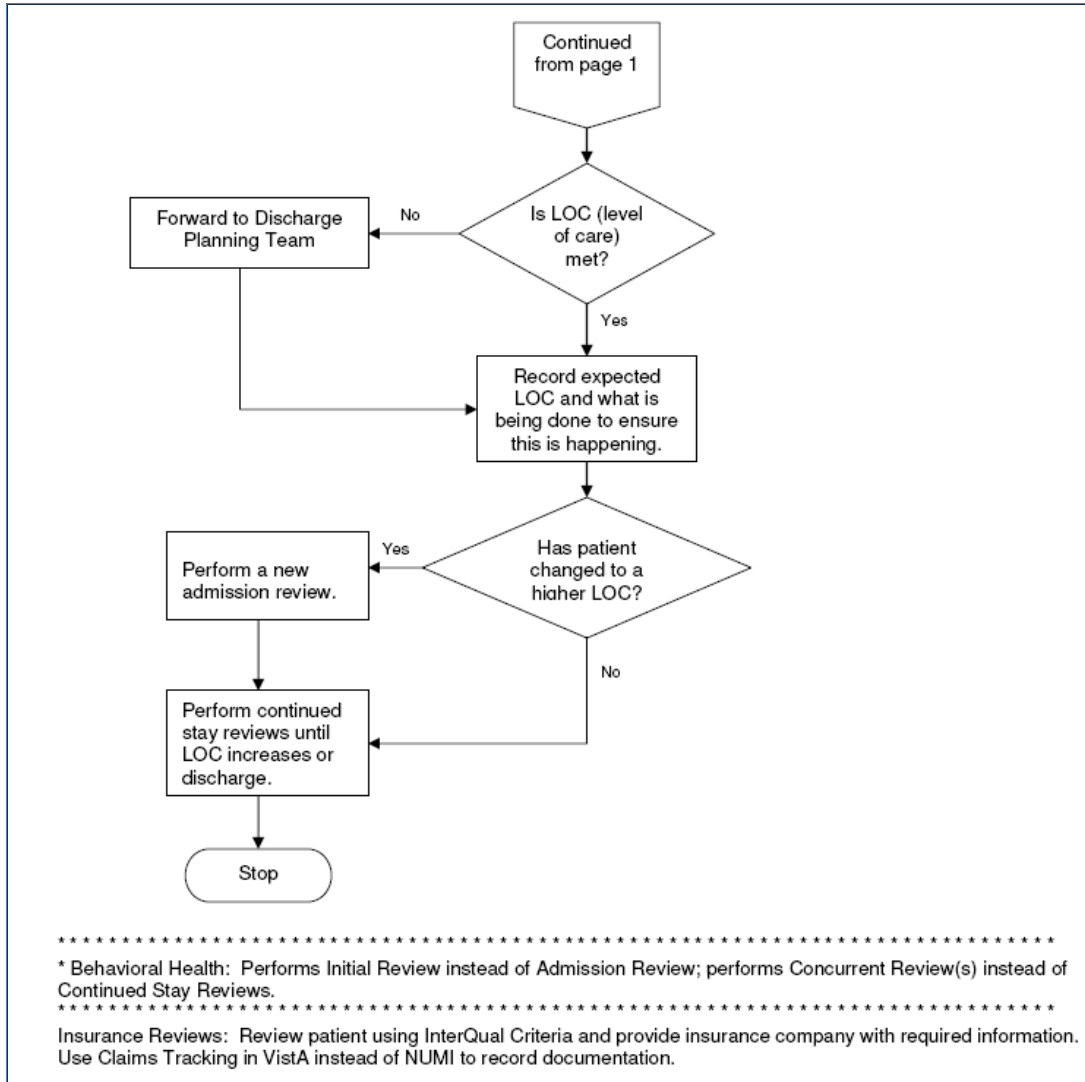 Continued
from page 1
Is LOC (level
of care)
met?
No
Forward to Discharge
Planning Team
Yes
Record expected
LOC and what is
being done to ensure
this is happening.
Has patient
changed to a
higher LOC?
Yes
Perform a new
admission review.
No
Perform continued
stay reviews until
LOC increases or
discharge.
Stop
* Behavioral Health: Performs Initial Review instead of Admission Review; performs Concurrent Review(s) instead of
Continued Stay Reviews.
Insurance Reviews: Review patient using InterQual Criteria and provide insurance company with required information.
Use Claims Tracking in VistA instead of NUMI to record documentation.